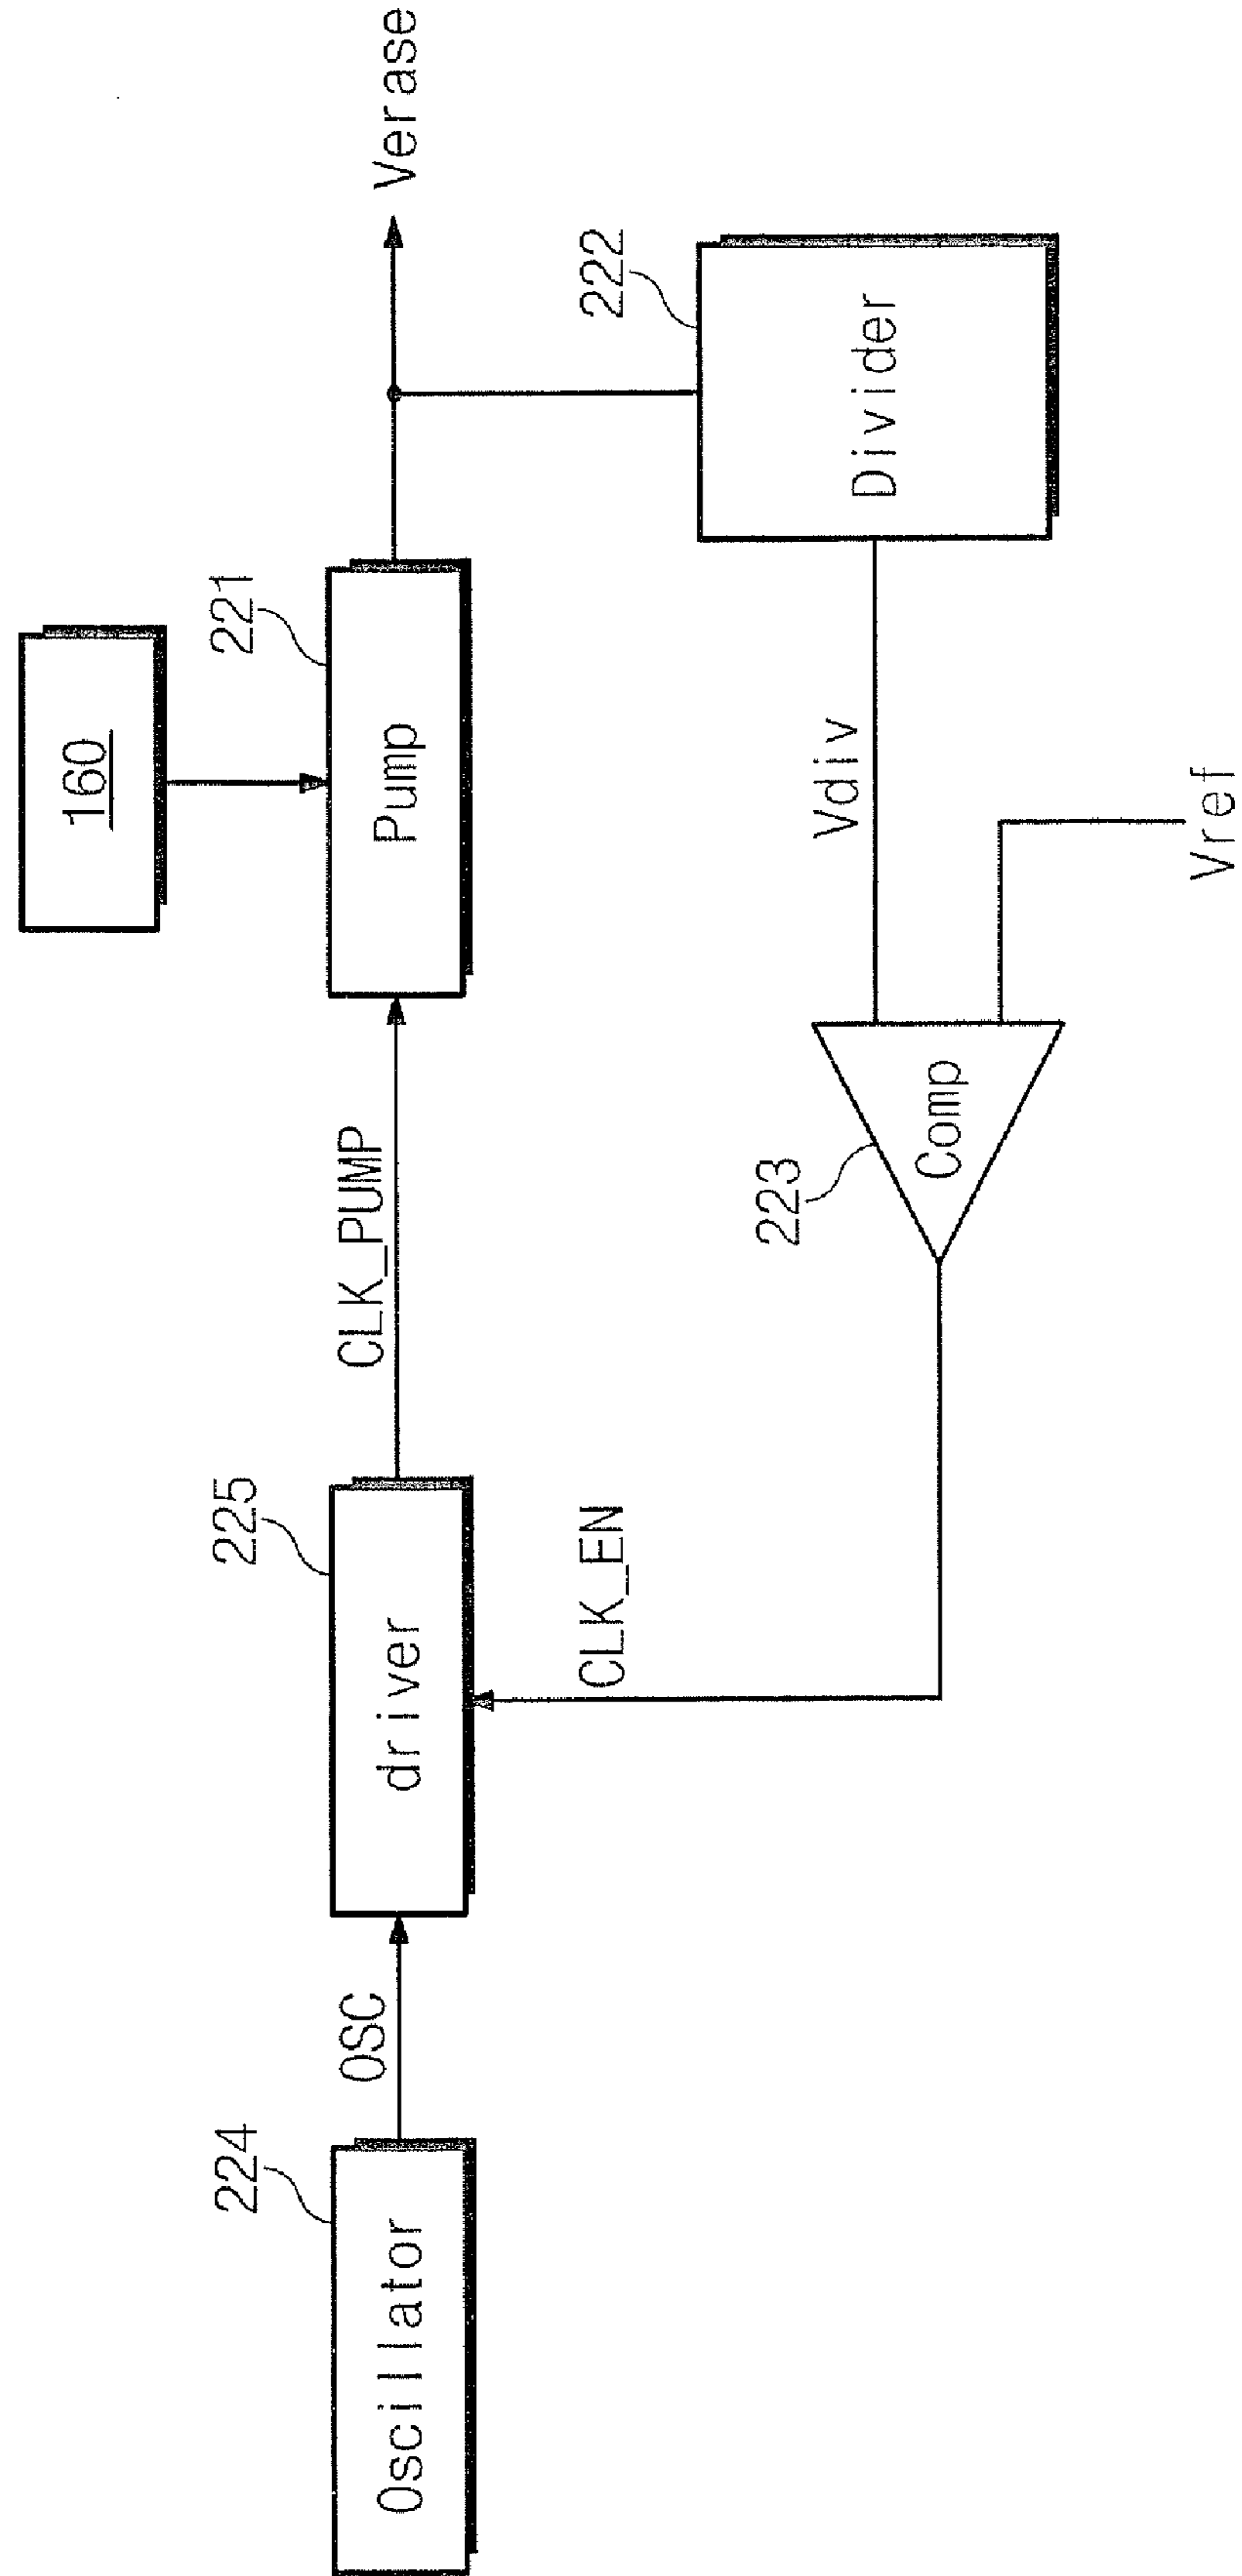 160
221
Pump
Verase
224
Oscillator
OSC
225
driver
CLK_PUMP
CLK_EN
222
Divider
Vdiv
223
Comp
Vref